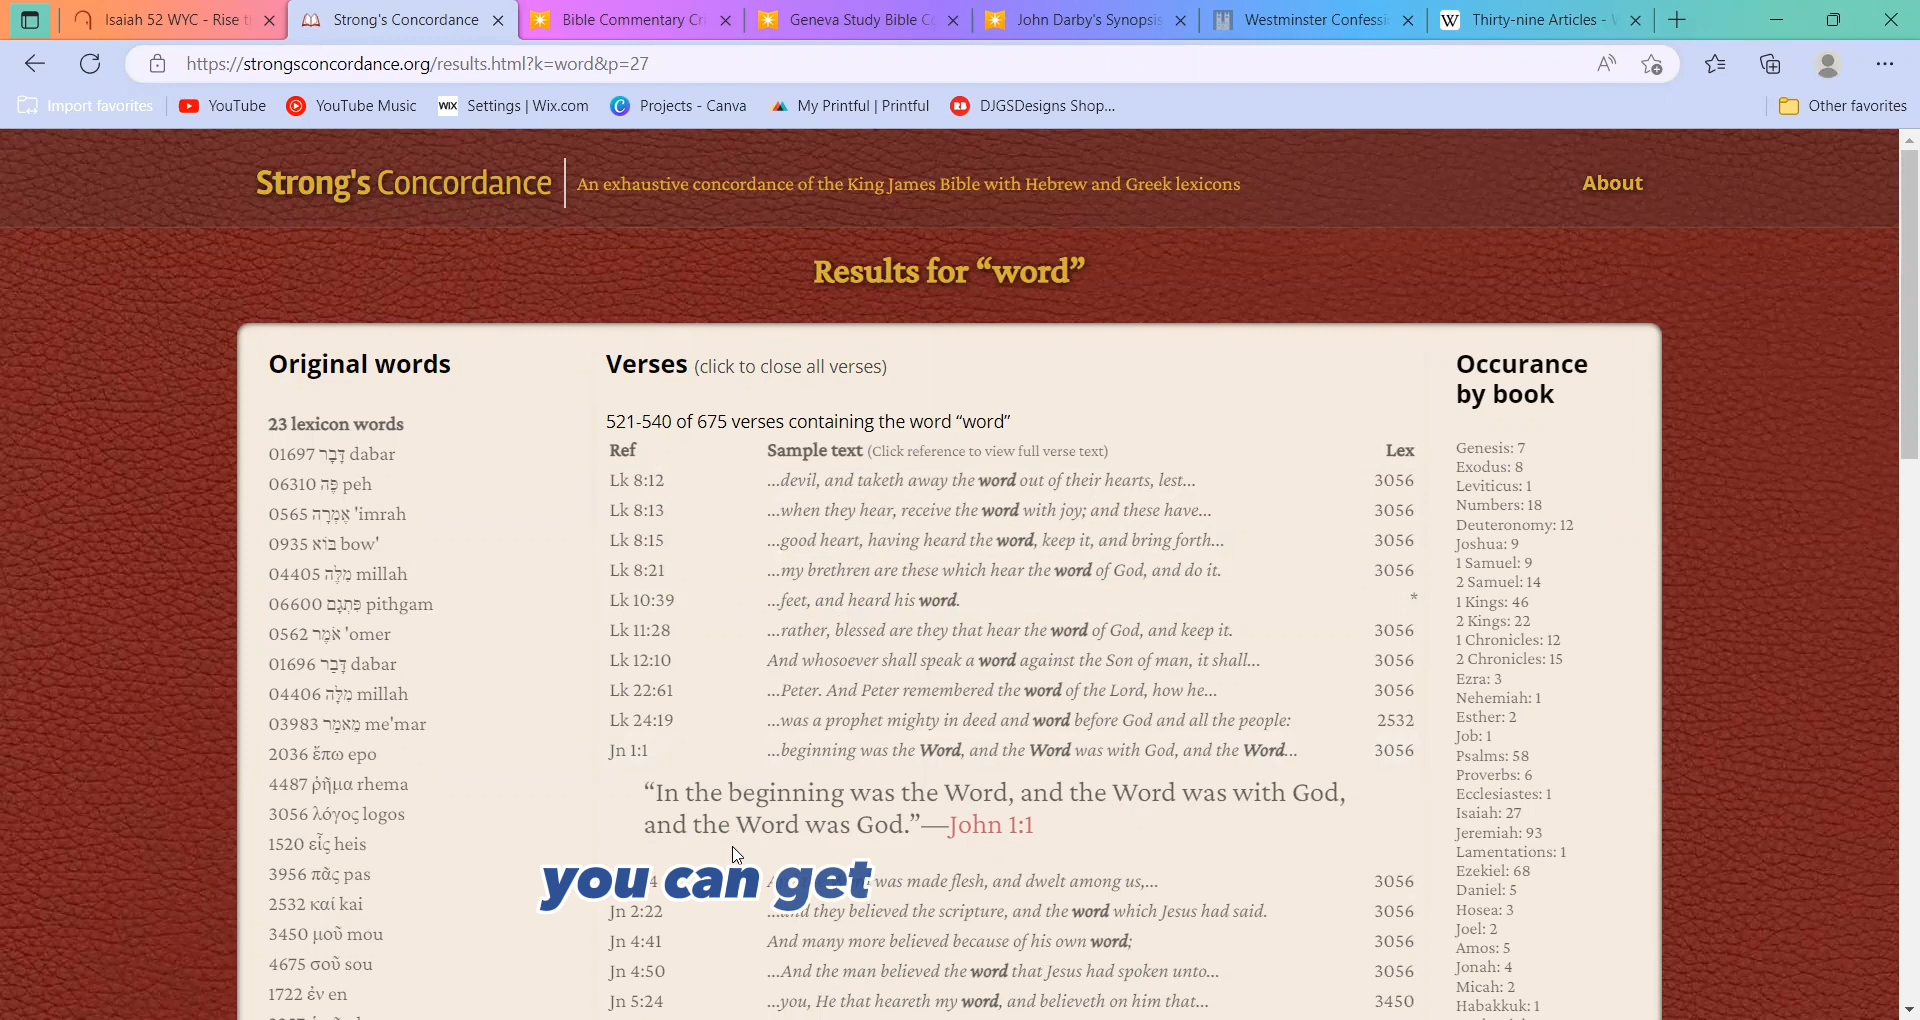 Isaiah 52 WYC - Rise t
Strong's Concordance
Bible Commentary Cri
Geneva Study Bible C
John Darby's Synopsis
Westminster Confessi
Thirty-nine Articles - W
https://strongsconcordance.org/results.html?k=word&p=27
Import favorites
YouTube
YouTube Music
WIX Settings | Wix.com
Projects - Canva
My Printful | Printful
DJGSDesigns Shop...
Other favorites
Strong's Concordance
An exhaustive concordance of the King James Bible with Hebrew and Greek lexicons
About
Results for “word”
Original words
23 lexicon words
01697 דָּבָר dabar
06310 פֶּה peh
0565 אִמְרָה 'imrah
0935 בּוֹא bow'
04405 מִלָּה millah
06600 פִּתְגָם pithgam
0562 אֹמֶר 'omer
01696 דָּבַר dabar
04406 מִלָּה millah
03983 מֵאמַר me'mar
2036 ἔπω epo
4487 ῥῆμα rhema
3056 λόγος logos
1520 εἷς heis
3956 πᾶς pas
2532 καί kai
3450 μοῦ mou
4675 σοῦ sou
1722 ἐν en
Verses (click to close all verses)
521-540 of 675 verses containing the word “word”
Ref Sample text (Click reference to view full verse text) Lex
Lk 8:12 ...devil, and taketh away the word out of their hearts, lest... 3056
Lk 8:13 ...when they hear, receive the word with joy; and these have... 3056
Lk 8:15 ...good heart, having heard the word, keep it, and bring forth... 3056
Lk 8:21 ...my brethren are these which hear the word of God, and do it. 3056
Lk 10:39 ...feet, and heard his word. *
Lk 11:28 ...rather, blessed are they that hear the word of God, and keep it. 3056
Lk 12:10 And whosoever shall speak a word against the Son of man, it shall... 3056
Lk 22:61 ...Peter. And Peter remembered the word of the Lord, how he... 3056
Lk 24:19 ...was a prophet mighty in deed and word before God and all the people: 2532
Jn 1:1 ...beginning was the Word, and the Word was with God, and the Word... 3056
“In the beginning was the Word, and the Word was with God,
and the Word was God.”—John 1:1
you can get
was made flesh, and dwelt among us,... 3056
Jn 2:22 ...and they believed the scripture, and the word which Jesus had said. 3056
Jn 4:41 And many more believed because of his own word; 3056
Jn 4:50 ...And the man believed the word that Jesus had spoken unto... 3056
Jn 5:24 ...you, He that heareth my word, and believeth on him that... 3450
Occurance
by book
Genesis: 7
Exodus: 8
Leviticus: 1
Numbers: 18
Deuteronomy: 12
Joshua: 9
1 Samuel: 9
2 Samuel: 14
1 Kings: 46
2 Kings: 22
1 Chronicles: 12
2 Chronicles: 15
Ezra: 3
Nehemiah: 1
Esther: 2
Job: 1
Psalms: 58
Proverbs: 6
Ecclesiastes: 1
Isaiah: 27
Jeremiah: 93
Lamentations: 1
Ezekiel: 68
Daniel: 5
Hosea: 3
Joel: 2
Amos: 5
Jonah: 4
Micah: 2
Habakkuk: 1